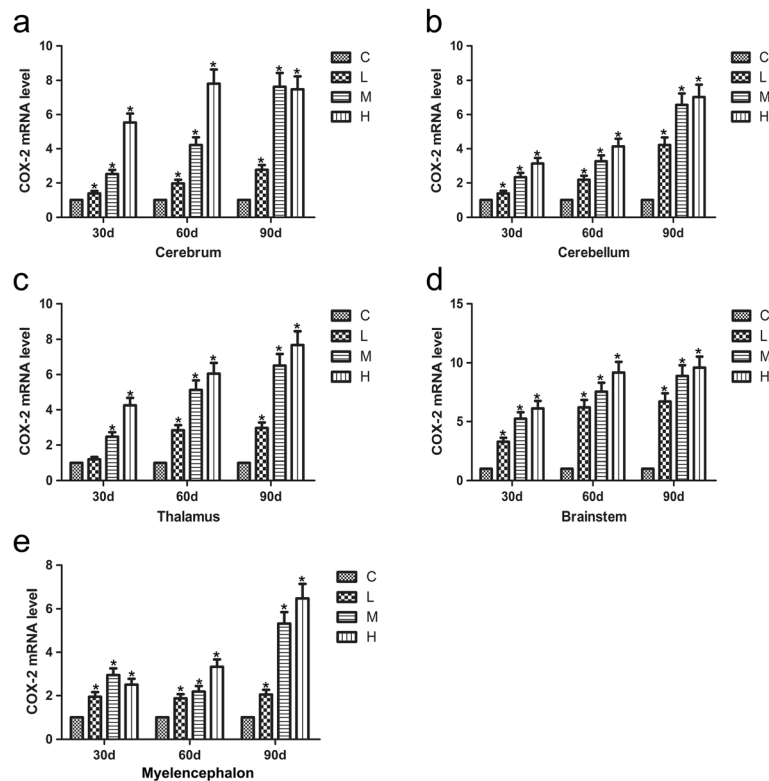 a
COX-2 mRNA level
10
8
6
4
2
0
* * * * * * * * *
30d 60d 90d
Cerebrum
C
L
M
H
b
COX-2 mRNA level
10
8
6
4
2
0
* * * * * * * * *
30d 60d 90d
Cerebellum
C
L
M
H
c
COX-2 mRNA level
10
8
6
4
2
0
* * * * * * * *
30d 60d 90d
Thalamus
C
L
M
H
d
COX-2 mRNA level
15
10
5
0
* * * * * * * * *
30d 60d 90d
Brainstem
C
L
M
H
e
COX-2 mRNA level
8
6
4
2
0
* * * * * * * * *
30d 60d 90d
Myelencephalon
C
L
M
H